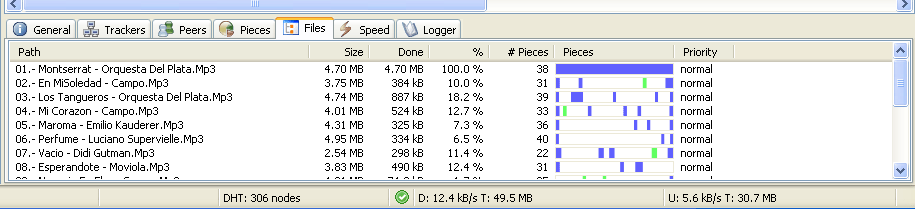 General Trackers Peers Pieces Files Speed Logger
Path Size Done % # Pieces Pieces Priority
01.- Montserrat - Orquesta Del Plata.Mp3 4.70 MB 4.70 MB 100.0 % 38 normal
02.- En MiSoledad - Campo.Mp3 3.75 MB 384 kB 10.0 % 31 normal
03.- Los Tangueros - Orquesta Del Plata.Mp3 4.74 MB 887 kB 18.2 % 39 normal
04.- Mi Corazon - Campo.Mp3 4.01 MB 524 kB 12.7 % 33 normal
05.- Maroma - Emilio Kauderer.Mp3 4.31 MB 325 kB 7.3 % 36 normal
06.- Perfume - Luciano Supervielle.Mp3 4.95 MB 334 kB 6.5 % 40 normal
07.- Vacio - Didi Gutman.Mp3 2.54 MB 298 kB 11.4 % 22 normal
08.- Esperandote - Moviola.Mp3 3.83 MB 490 kB 12.4 % 31 normal
DHT: 306 nodes D: 12.4 kB/s T: 49.5 MB U: 5.6 kB/s T: 30.7 MB